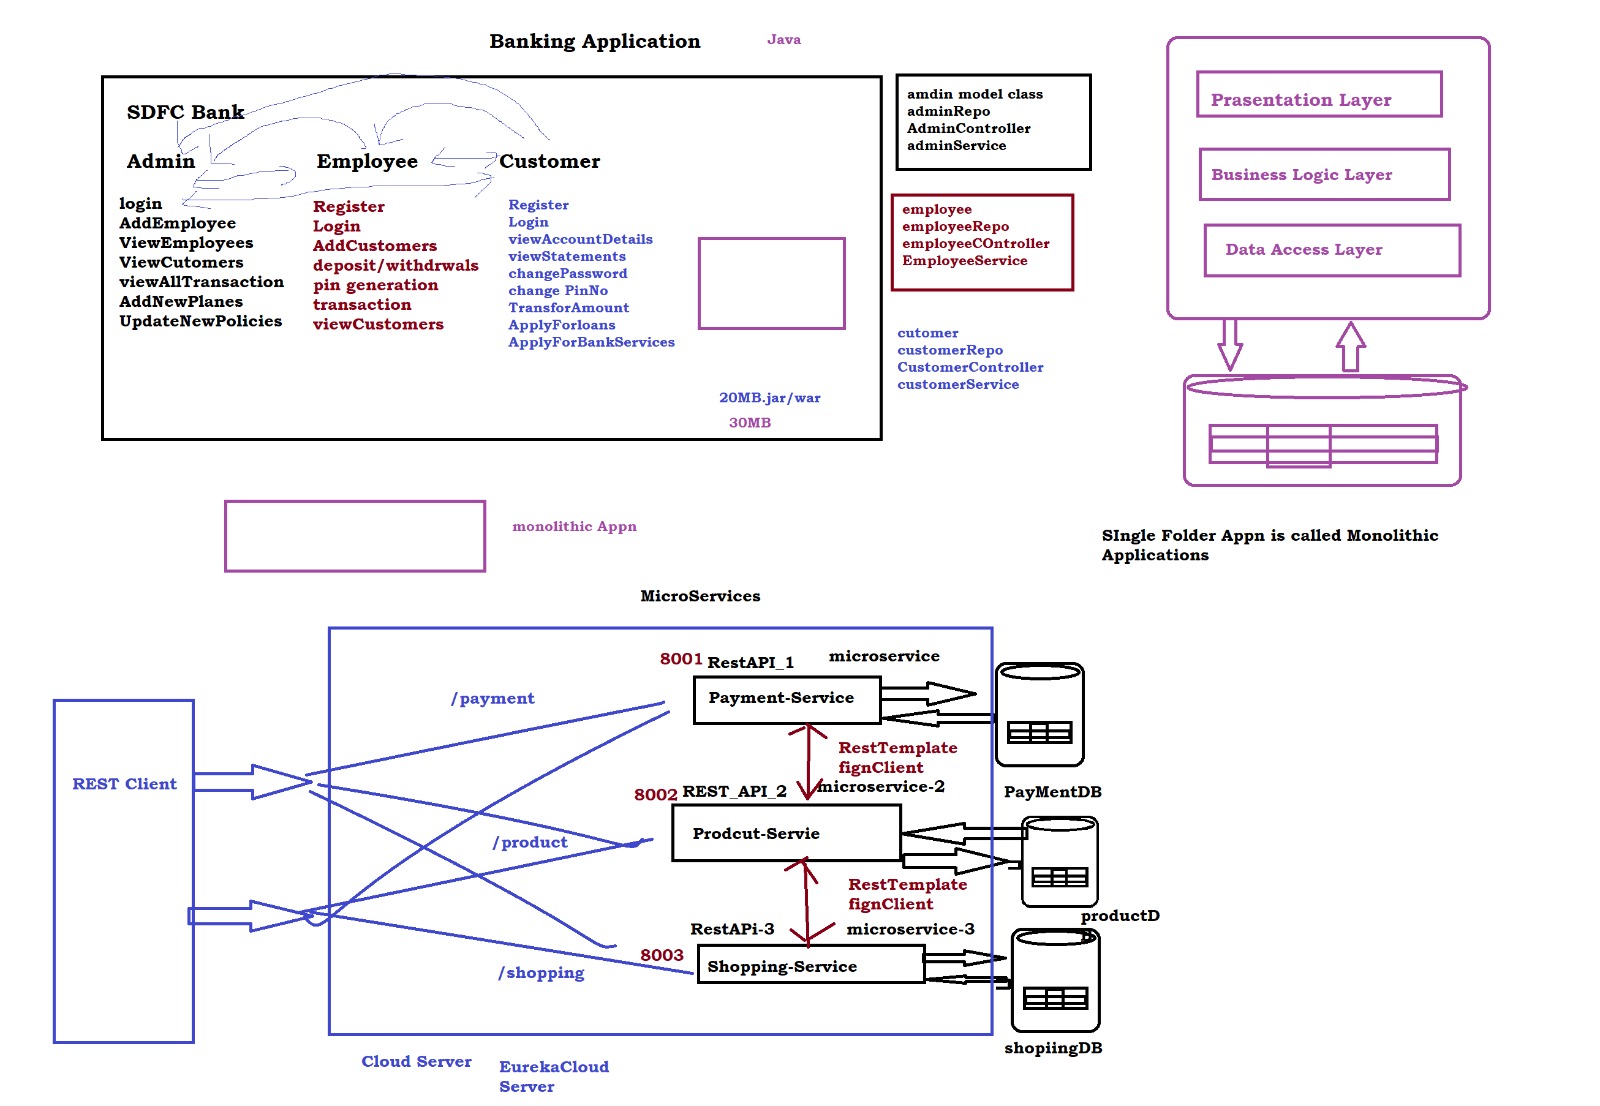 Banking Application
Java
SDFC Bank
Admin
Employee
Customer
login
AddEmployee
ViewEmployees
ViewCutomers
viewAllTransaction
AddNewPlanes
UpdateNewPolicies
Register
Login
AddCustomers
deposit/withdrwals
pin generation
transaction
viewCustomers
Register
Login
viewAccountDetails
viewStatements
changePassword
change PinNo
TransforAmount
ApplyForloans
ApplyForBankServices
20MB.jar/war
30MB
amdin model class
adminRepo
AdminController
adminService
employee
employeeRepo
employeeCOntroller
EmployeeService
cutomer
customerRepo
CustomerController
customerService
Prasentation Layer
Business Logic Layer
Data Access Layer
monolithic Appn
SIngle Folder Appn is called Monolithic
Applications
MicroServices
REST Client
/payment
/product
/shopping
8001
RestAPI_1
microservice
Payment-Service
RestTemplate
fignClient
8002
REST_API_2
microservice-2
Prodcut-Servie
RestTemplate
fignClient
RestAPi-3
microservice-3
8003
Shopping-Service
PayMentDB
productD
B
shopiingDB
Cloud Server
EurekaCloud
Server